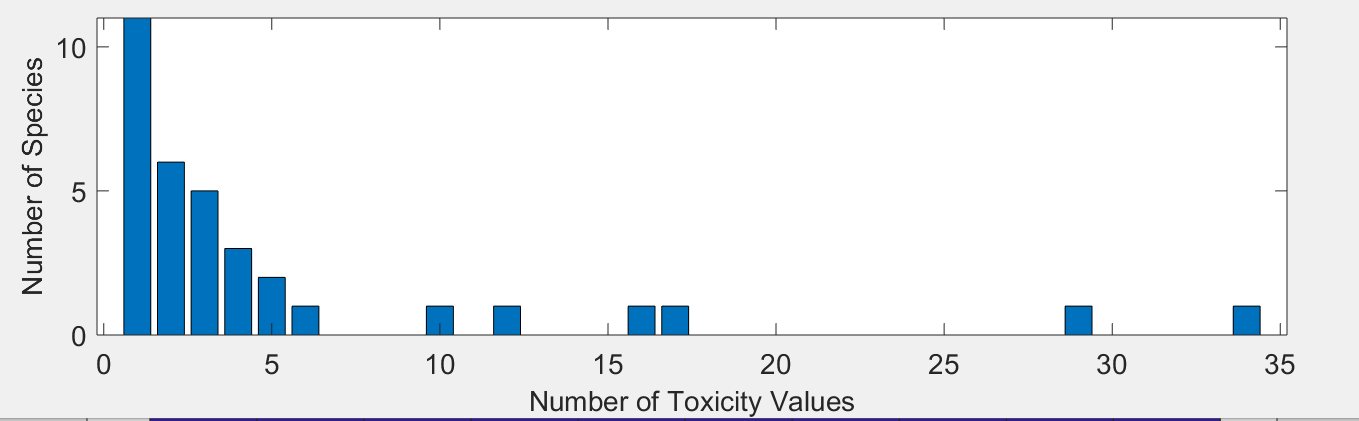 Number of Species
10
5
0
0 5 10 15 20 25 30 35
Number of Toxicity Values